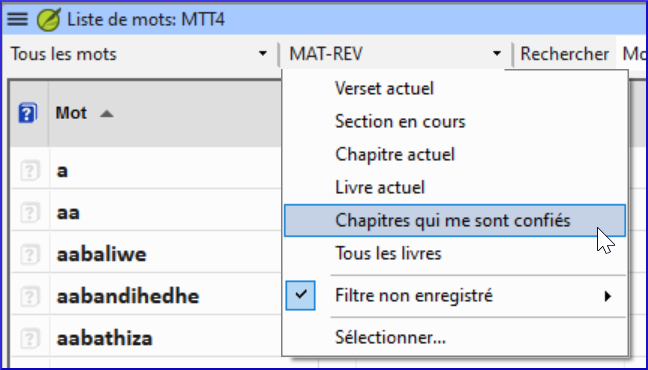 Liste de mots: MTT4
Tous les mots
MAT-REV
Rechercher
Mot
a
aa
aabaliwe
aabandihedhe
aabathiza
Verset actuel
Section en cours
Chapitre actuel
Livre actuel
Chapitres qui me sont confiés
Tous les livres
Filtre non enregistré
Sélectionner...